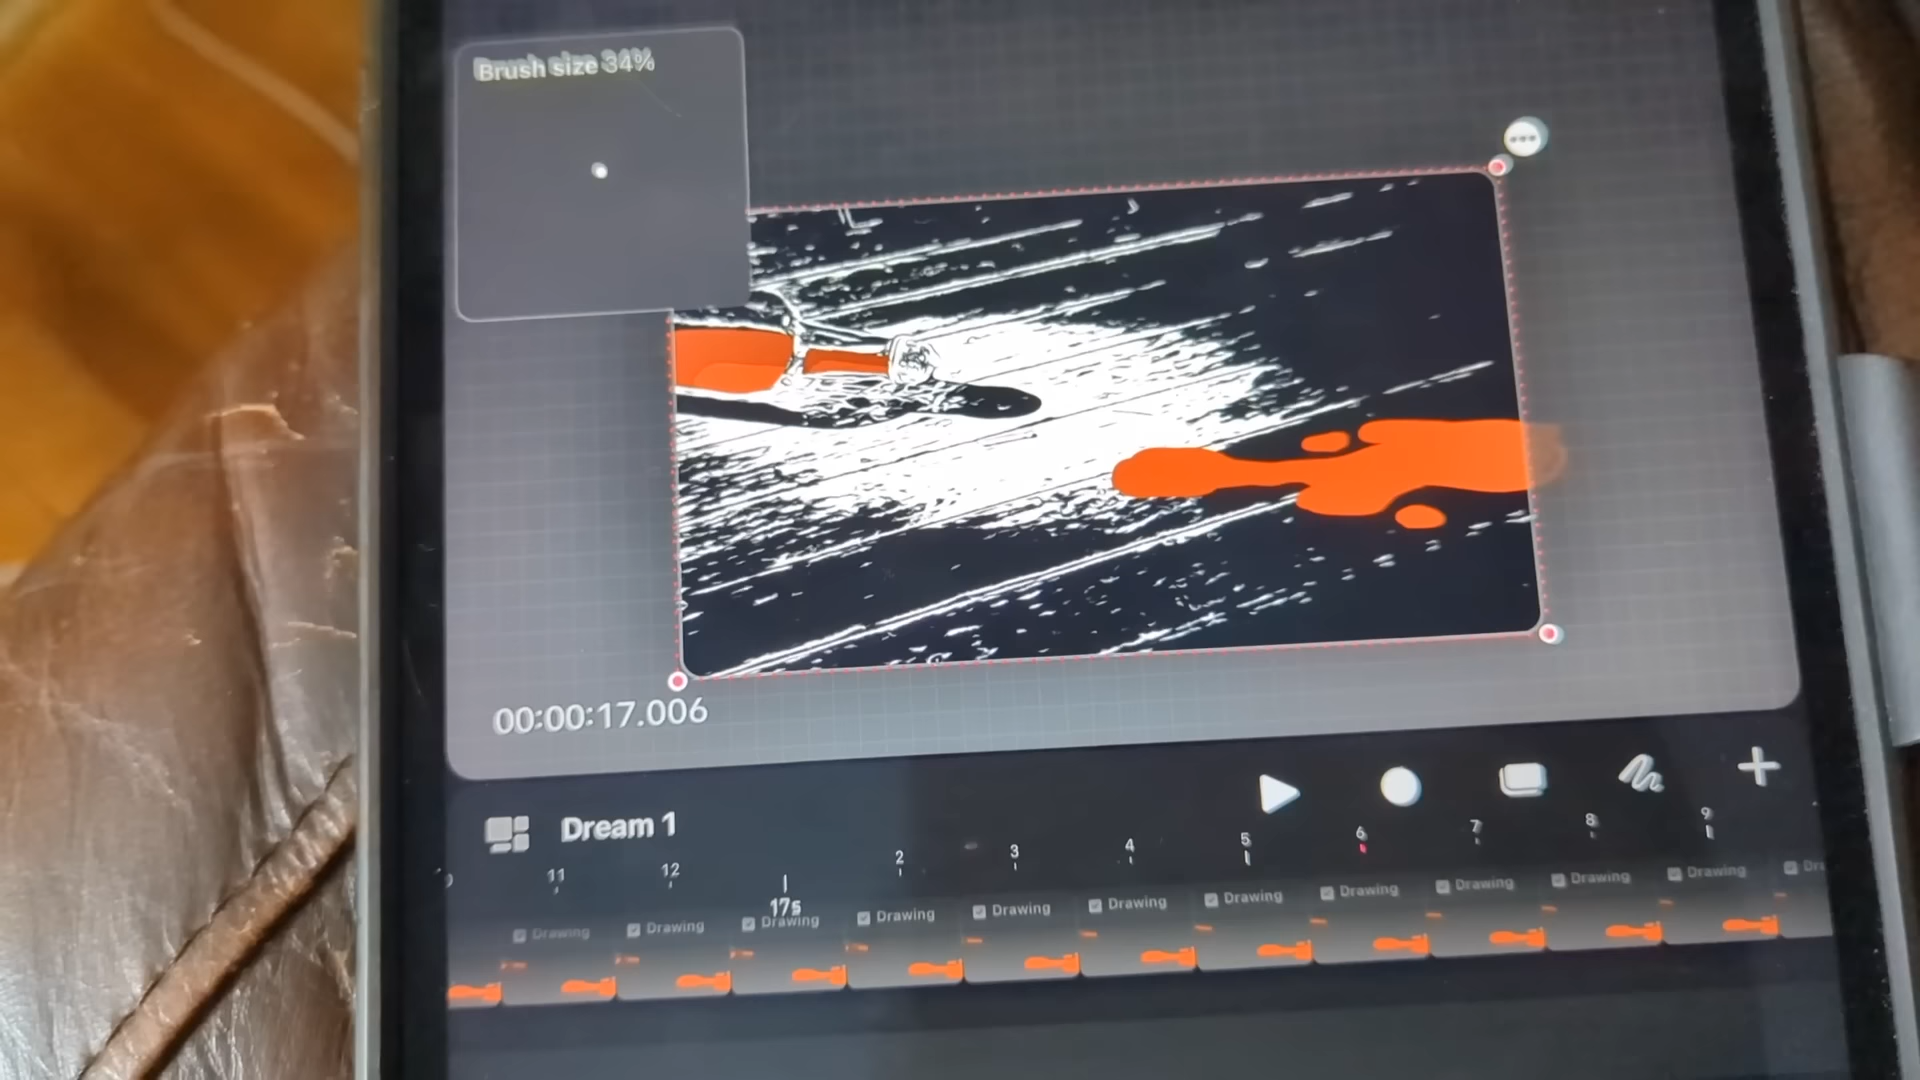 Brush size 34%
00:00:17.006
Dream 1
11 12 17s 2 3 4 5 6 7 8 9
Drawing Drawing Drawing Drawing Drawing Drawing Drawing Drawing Drawing Drawing Drawing